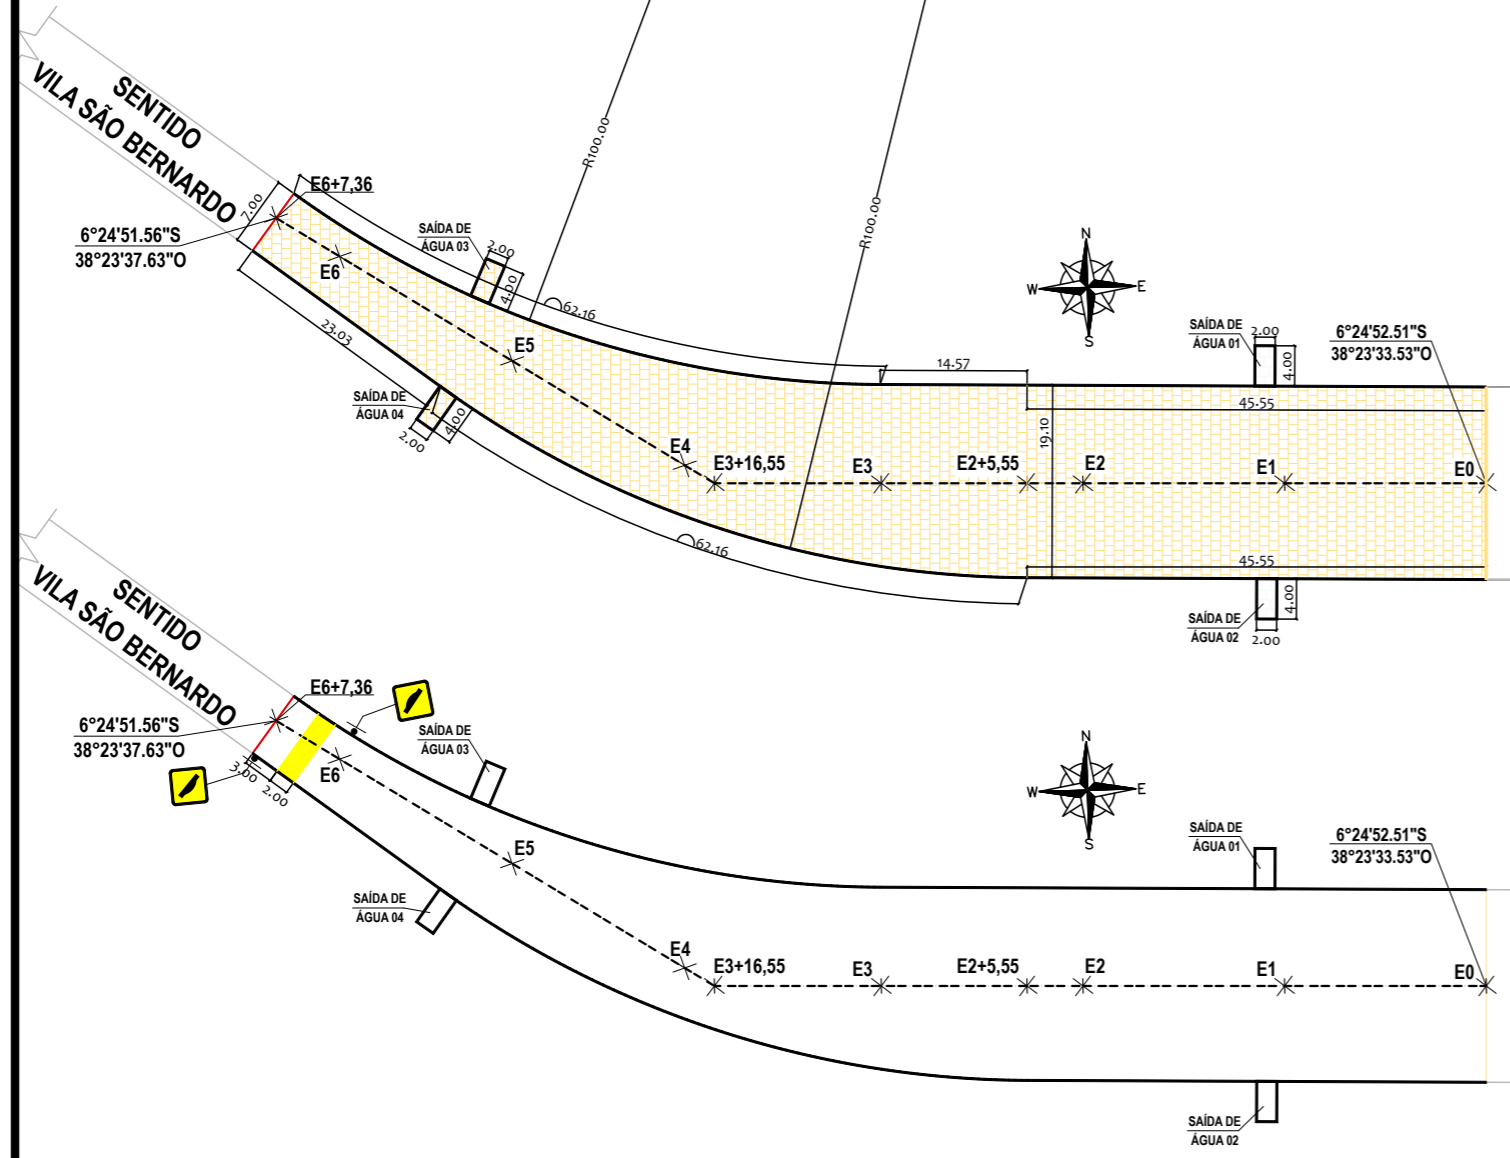 SENTIDO
VILA SÃO BERNARDO
7.00
E6+7,36
6°24'51.56"S
38°23'37.63"O
E6
SAÍDA DE
ÁGUA 03
2.00
4.00
R100.00
R100.00
62.16
23.03
E5
SAÍDA DE
ÁGUA 04
2.00
4.00
62.16
14.57
E4
E3+16,55
E3
E2+5,55
19.10
E2
E1
E0
N
W
E
S
SAÍDA DE
ÁGUA 01
2.00
4.00
6°24'52.51"S
38°23'33.53"O
45.55
45.55
SAÍDA DE
ÁGUA 02
2.00
4.00
SENTIDO
VILA SÃO BERNARDO
E6+7,36
6°24'51.56"S
38°23'37.63"O
3.00
2.00
E6
SAÍDA DE
ÁGUA 03
E5
SAÍDA DE
ÁGUA 04
E4
E3+16,55
E3
E2+5,55
E2
E1
E0
N
W
E
S
SAÍDA DE
ÁGUA 01
6°24'52.51"S
38°23'33.53"O
SAÍDA DE
ÁGUA 02